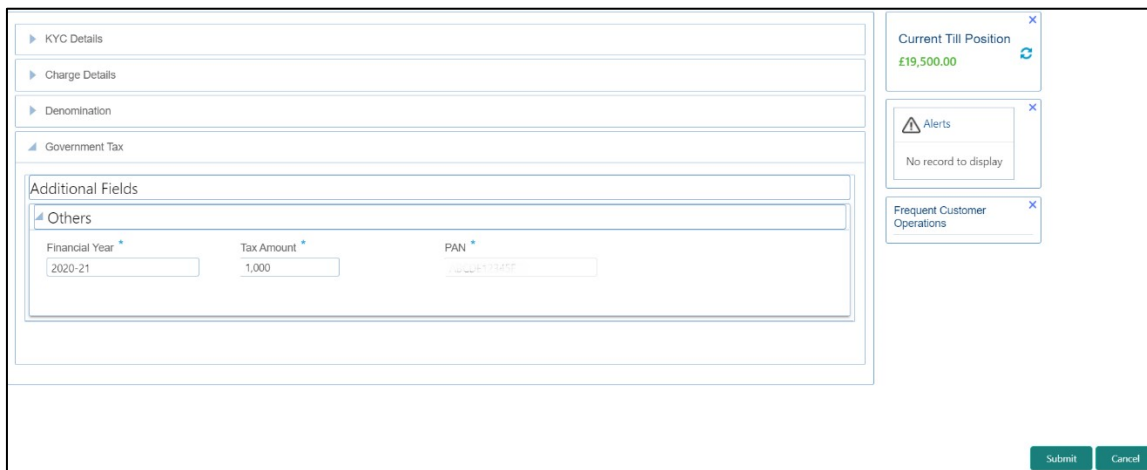 KYC Details
Charge Details
Denomination
Government Tax
Additional Fields
Others
Financial Year * Tax Amount * PAN *
2020-21 1,000
Current Till Position
£19,500.00
Alerts
No record to display
Frequent Customer
Operations
Submit Cancel